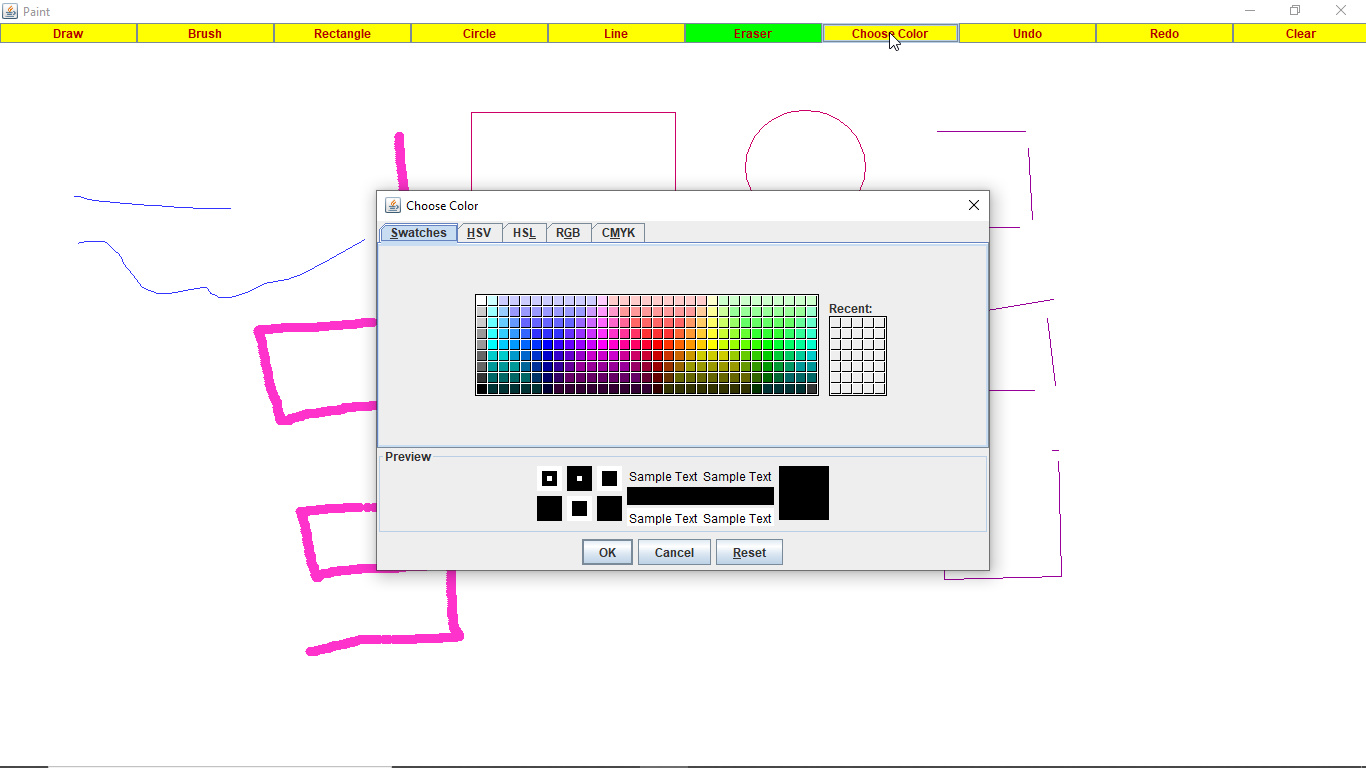 Paint
Draw Brush Rectangle Circle Line Eraser Choose Color Undo Redo Clear
Choose Color
Swatches HSV HSL RGB CMYK
Recent:
Preview
Sample Text Sample Text
Sample Text Sample Text
OK Cancel Reset